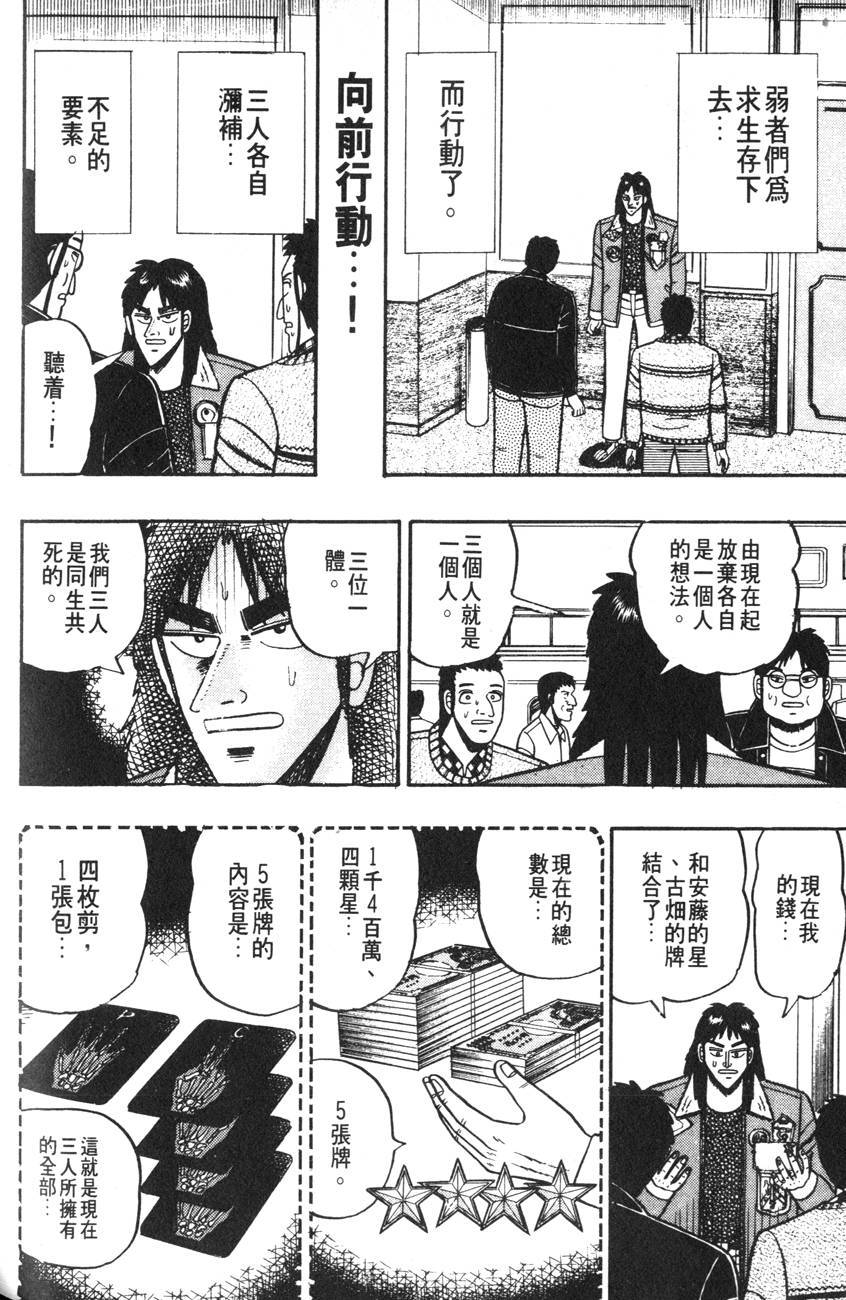 弱者們爲
求生存下
去…
而行動了。
向前行動…！
三人各自
瀰補…
不足的
要素。
聽着…！
由現在起
放棄各自
是一個人
的想法。
三個人就是
一個人。
三位一
體。
我們三人
是同生共
死的。
現在我
的錢…
和安藤的星
、古畑的牌
結合了…
現在的總
數是…
1千4百萬、
四顆星…
5張牌。
5張牌的
內容是…
四枚剪，
1張包…
C
P
這就是現在
三人所擁有
的全部…